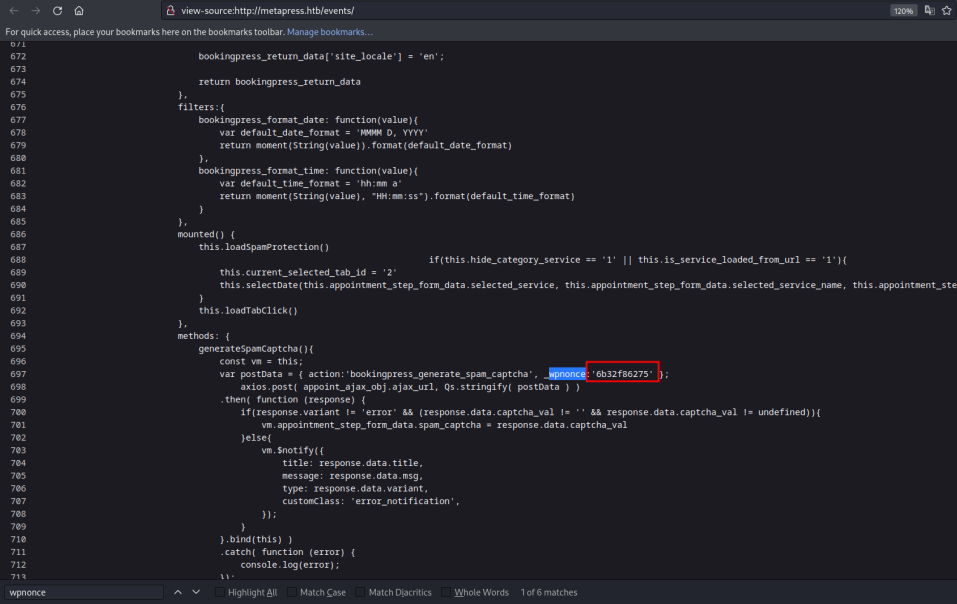 view-source:http://metapress.htb/events/ 120%
For quick access, place your bookmarks here on the bookmarks toolbar. Manage bookmarks…
671
672 bookingpress_return_data['site_locale'] = 'en';
673
674 return bookingpress_return_data
675 },
676 filters:{
677 bookingpress_format_date: function(value){
678 var default_date_format = 'MMMM D, YYYY'
679 return moment(String(value)).format(default_date_format)
680 },
681 bookingpress_format_time: function(value){
682 var default_time_format = 'hh:mm a'
683 return moment(String(value), "HH:mm:ss").format(default_time_format)
684 }
685 },
686 mounted() {
687 this.loadSpamProtection()
688 if(this.hide_category_service == '1' || this.is_service_loaded_from_url == '1'){
689 this.current_selected_tab_id = '2'
690 this.selectDate(this.appointment_step_form_data.selected_service, this.appointment_step_form_data.selected_service_name, this.appointment_ste
691 }
692 this.loadTabClick()
693 },
694 methods: {
695 generateSpamCaptcha(){
696 const vm = this;
697 var postData = { action:'bookingpress_generate_spam_captcha', _wpnonce:'6b32f86275' };
698 axios.post( appoint_ajax_obj.ajax_url, Qs.stringify( postData ) )
699 .then( function (response) {
700 if(response.variant != 'error' && (response.data.captcha_val != '' && response.data.captcha_val != undefined)){
701 vm.appointment_step_form_data.spam_captcha = response.data.captcha_val
702 }else{
703 vm.$notify({
704 title: response.data.title,
705 message: response.data.msg,
706 type: response.data.variant,
707 customClass: 'error_notification',
708 });
709 }
710 }.bind(this) )
711 .catch( function (error) {
712 console.log(error);
713 });
wpnonce Highlight All Match Case Match Diacritics Whole Words 1 of 6 matches